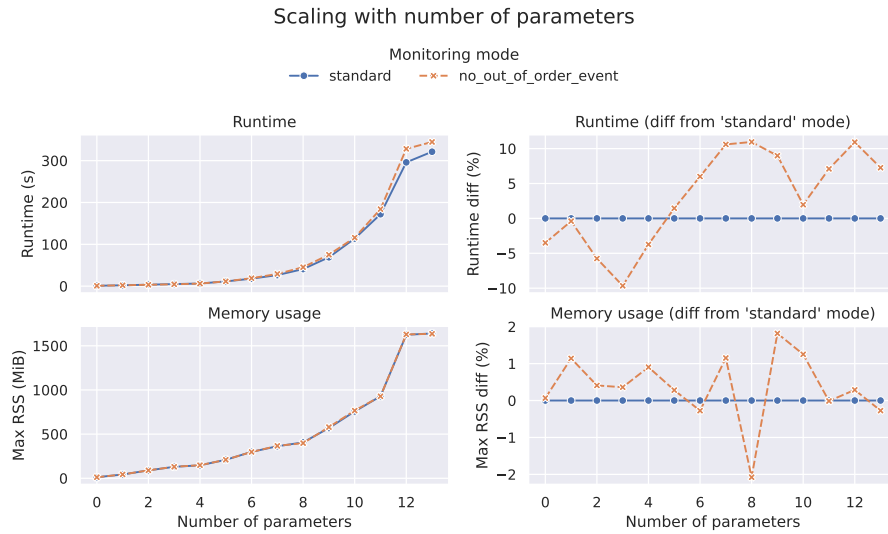 Scaling with number of parameters
Monitoring mode
standard no_out_of_order_event
Runtime
Runtime (s)
300
200
100
0
Runtime (diff from 'standard' mode)
Runtime diff (%)
10
5
0
−5
−10
Memory usage
Max RSS (MiB)
1500
1000
500
0
0 2 4 6 8 10 12
Number of parameters
Memory usage (diff from 'standard' mode)
Max RSS diff (%)
2
1
0
−1
−2
0 2 4 6 8 10 12
Number of parameters